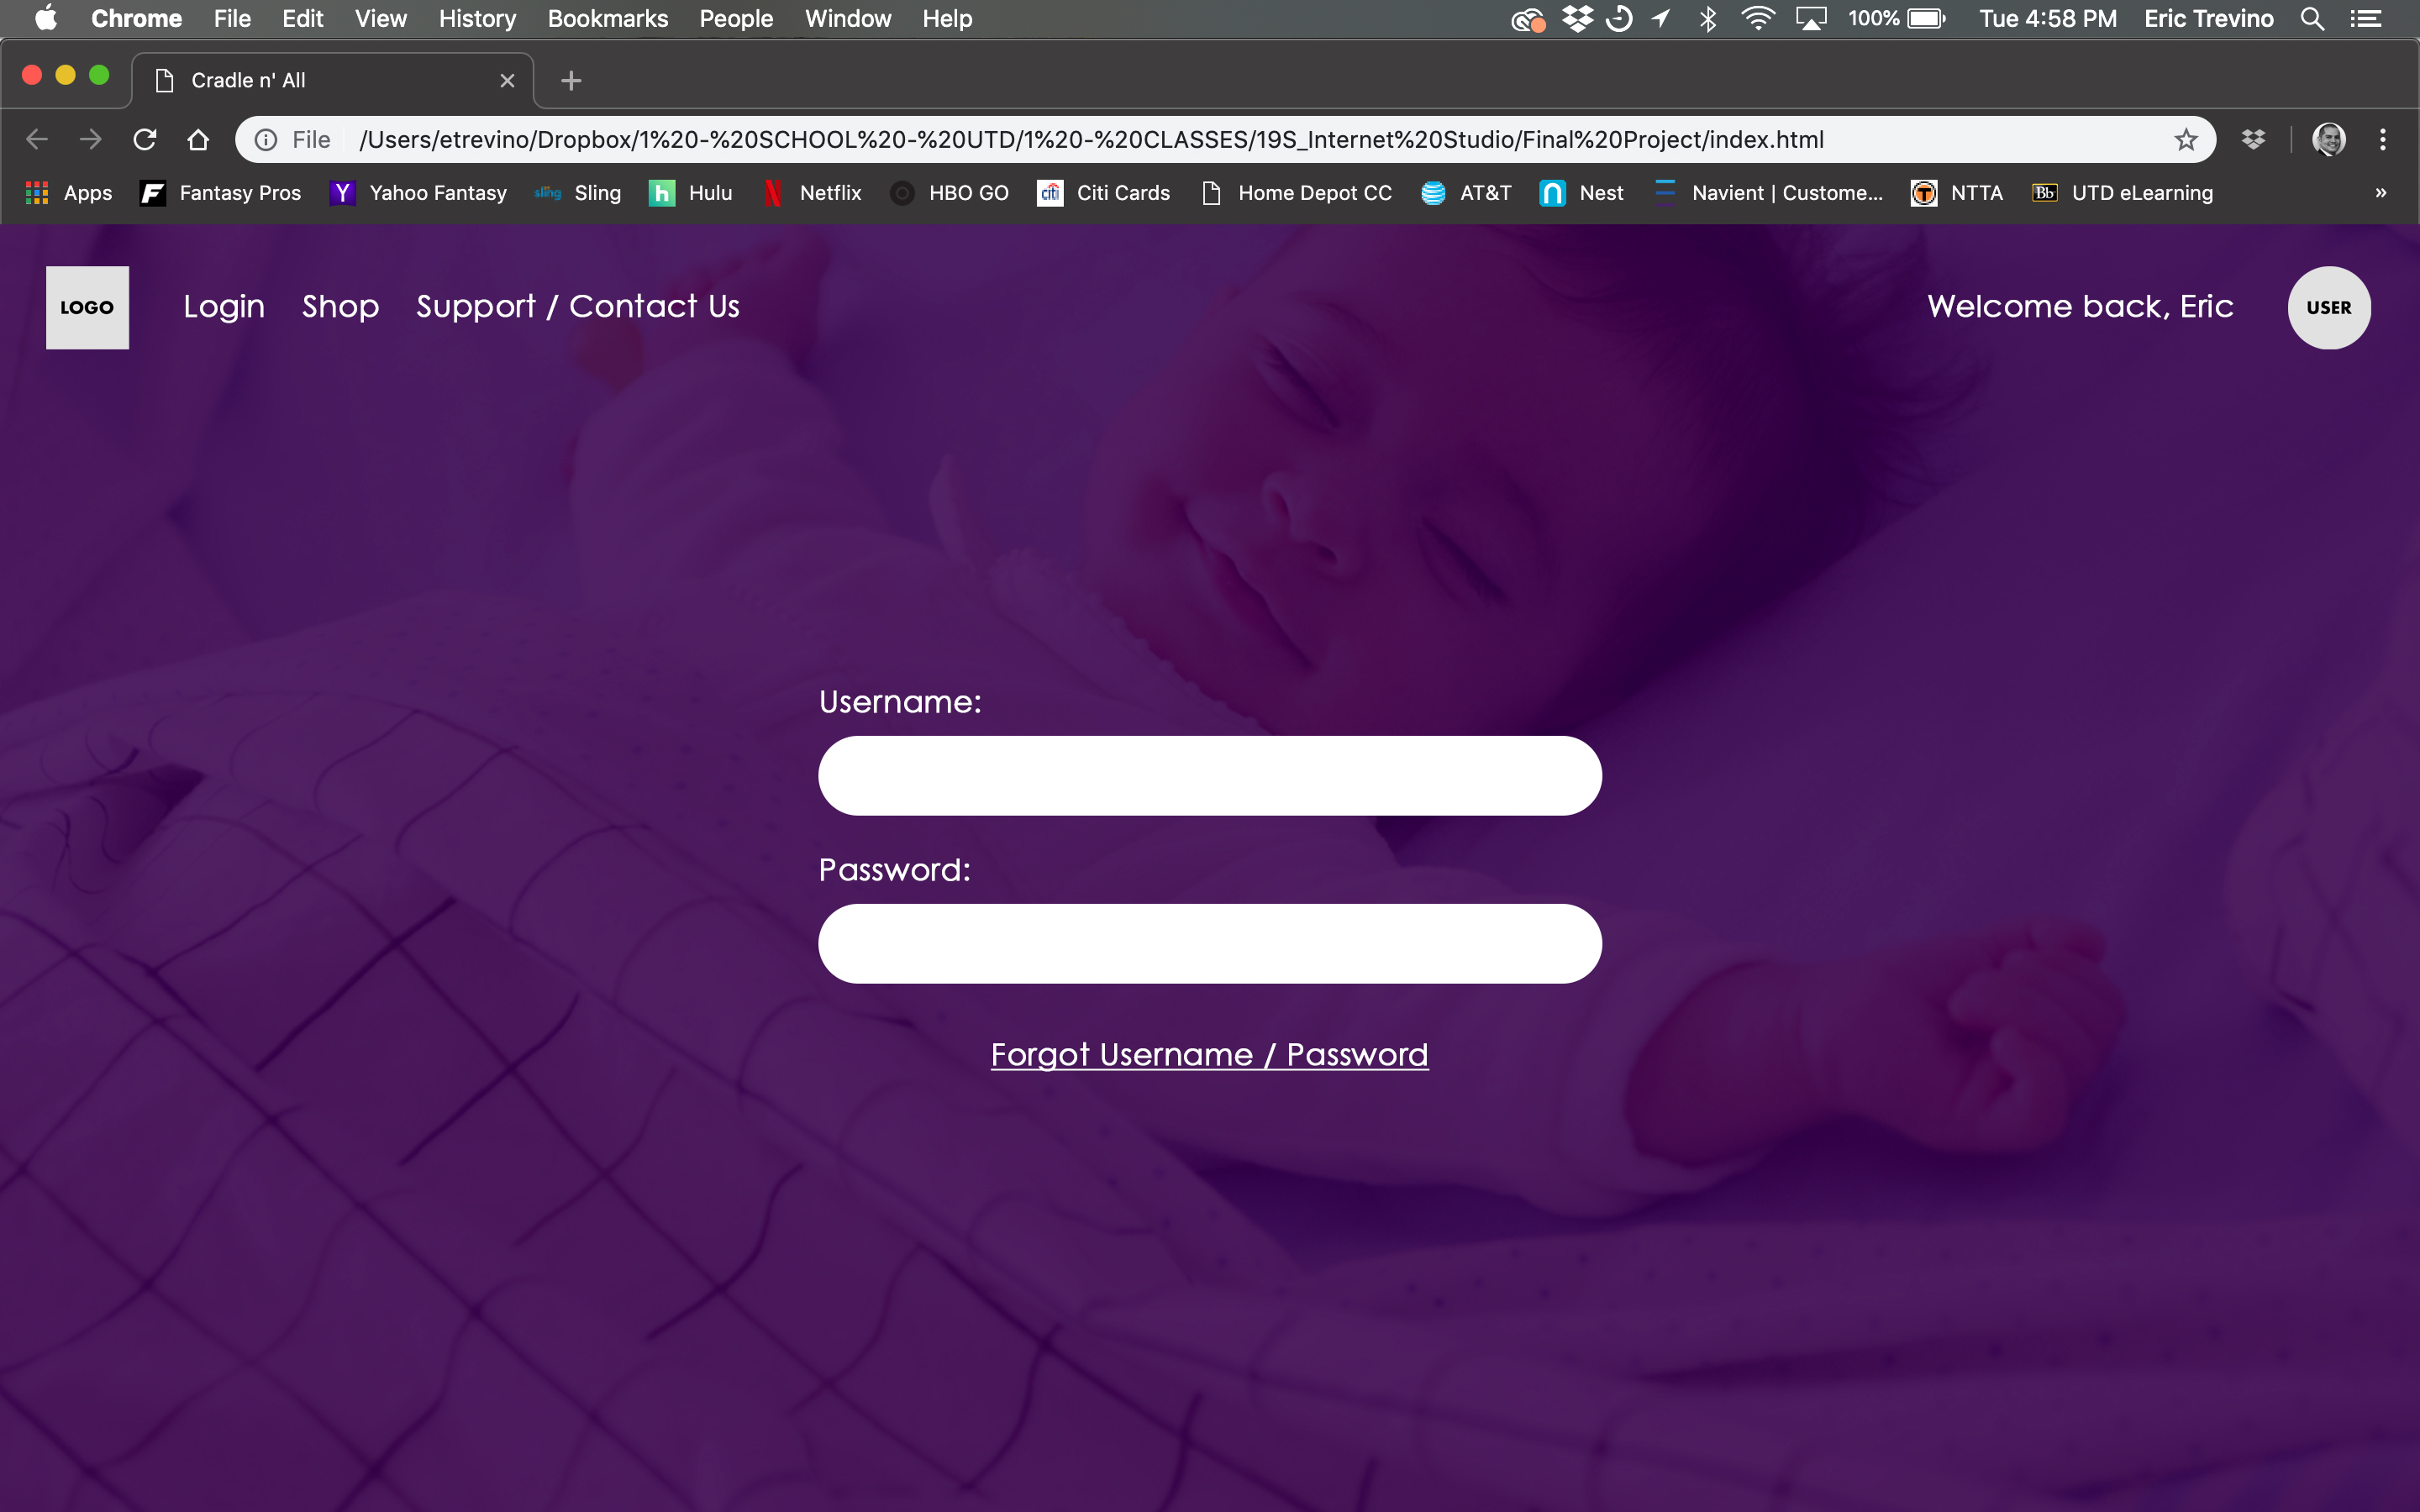 Chrome File Edit View History Bookmarks People Window Help 100% Tue 4:58 PM Eric Trevino
Cradle n' All
File /Users/etrevino/Dropbox/1%20-%20SCHOOL%20-%20UTD/1%20-%20CLASSES/19S_Internet%20Studio/Final%20Project/index.html
Apps F Fantasy Pros Y Yahoo Fantasy sling Sling h Hulu N Netflix HBO GO citi Citi Cards Home Depot CC AT&T n Nest Navient | Custome... T NTTA Bb UTD eLearning »
LOGO Login Shop Support / Contact Us Welcome back, Eric USER
Username:
Password:
Forgot Username / Password